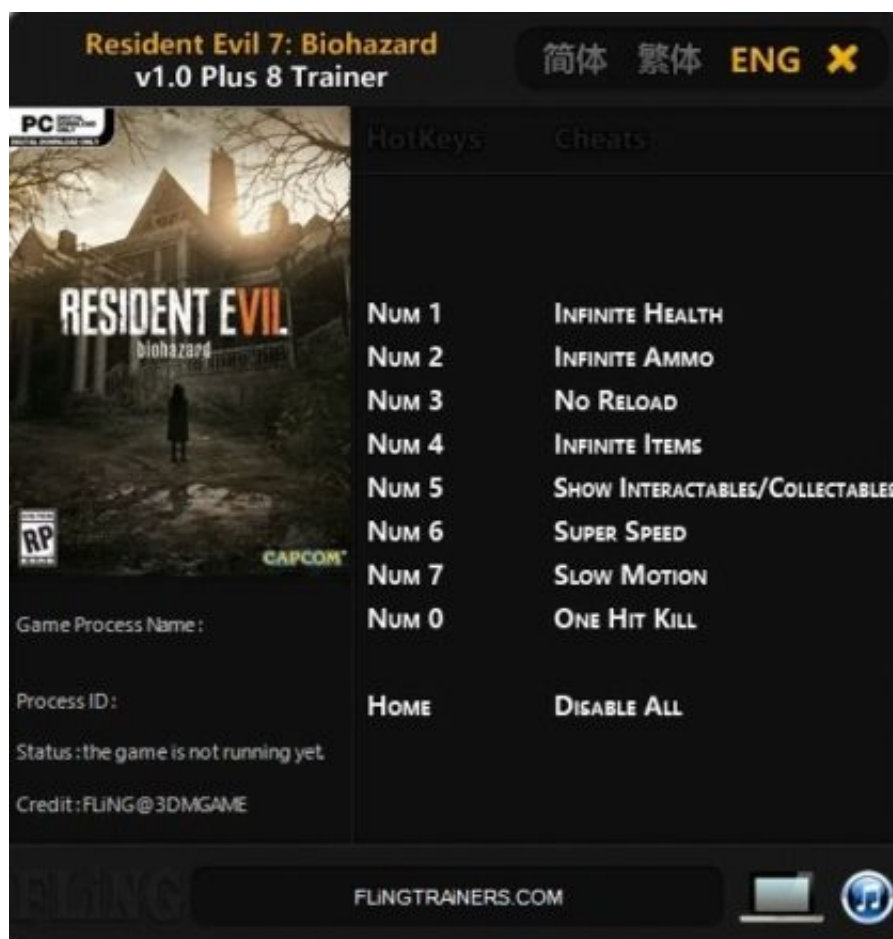 Resident Evil 7: Biohazard
v1.0 Plus 8 Trainer
简体 繁体 ENG
PC
DIGITAL DOWNLOAD ONLY
HotKeys Cheats
RESIDENT EVIL
biohazard
RP
CAPCOM
Num 1 Infinite Health
Num 2 Infinite Ammo
Num 3 No Reload
Num 4 Infinite Items
Num 5 Show Interactables/Collectables
Num 6 Super Speed
Num 7 Slow Motion
Num 0 One Hit Kill
Home Disable All
Game Process Name :
Process ID :
Status : the game is not running yet.
Credit : FLiNG@3DMGAME
FLiNG
FLiNGTRAINERS.COM